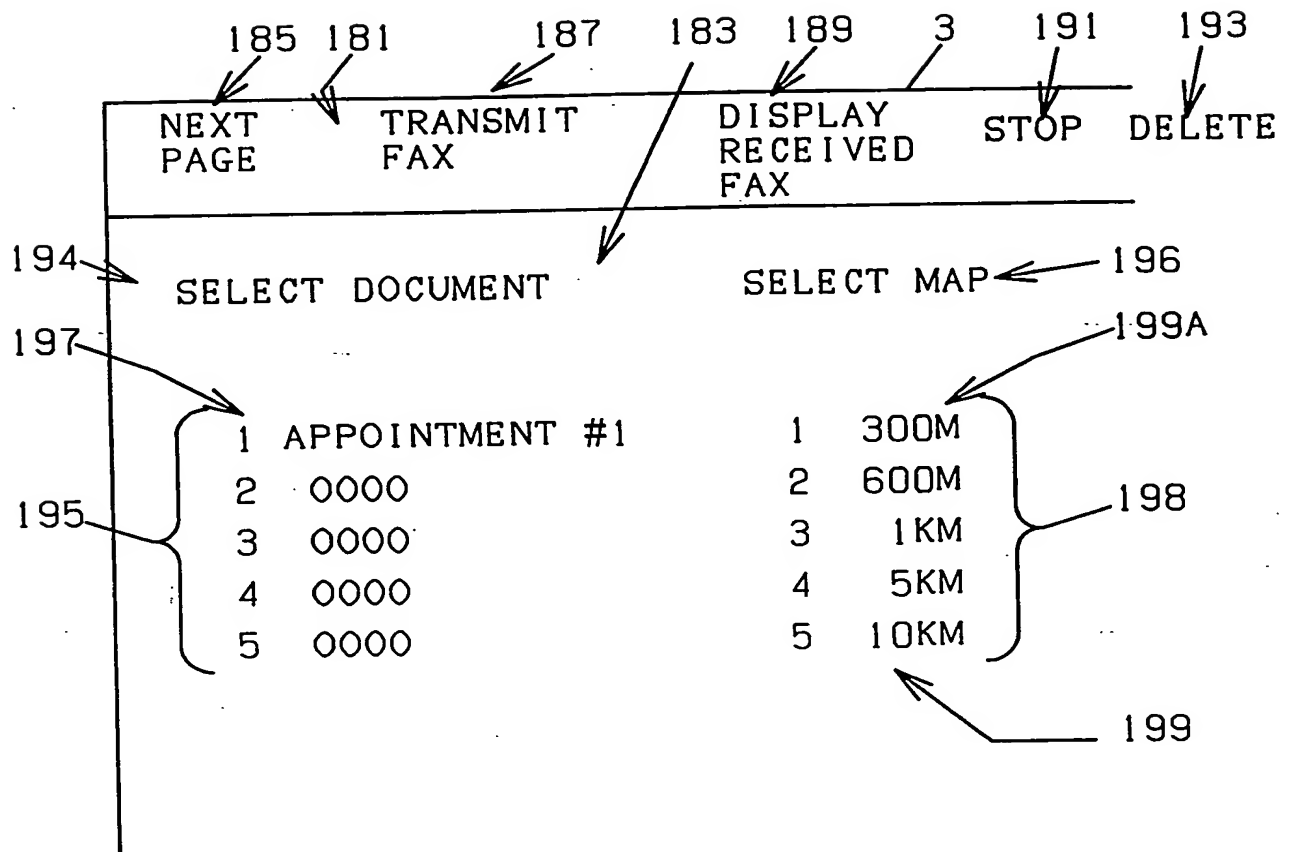 185 181 187 183 189 3 191 193
NEXT TRANSMIT DISPLAY STOP DELETE
PAGE FAX RECEIVED
FAX
194 SELECT DOCUMENT SELECT MAP 196
197 199A
1 APPOINTMENT #1 1 300M
2 0000 2 600M
195 3 0000 3 1KM 198
4 0000 4 5KM
5 0000 5 10KM
199